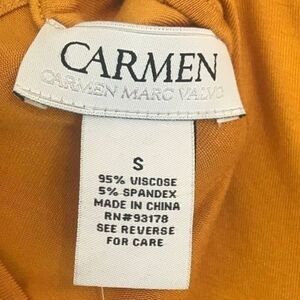 CARMEN
CARMEN MARC VALVO
S
95% VISCOSE
5% SPANDEX
MADE IN CHINA
RN#93178
SEE REVERSE
FOR CARE